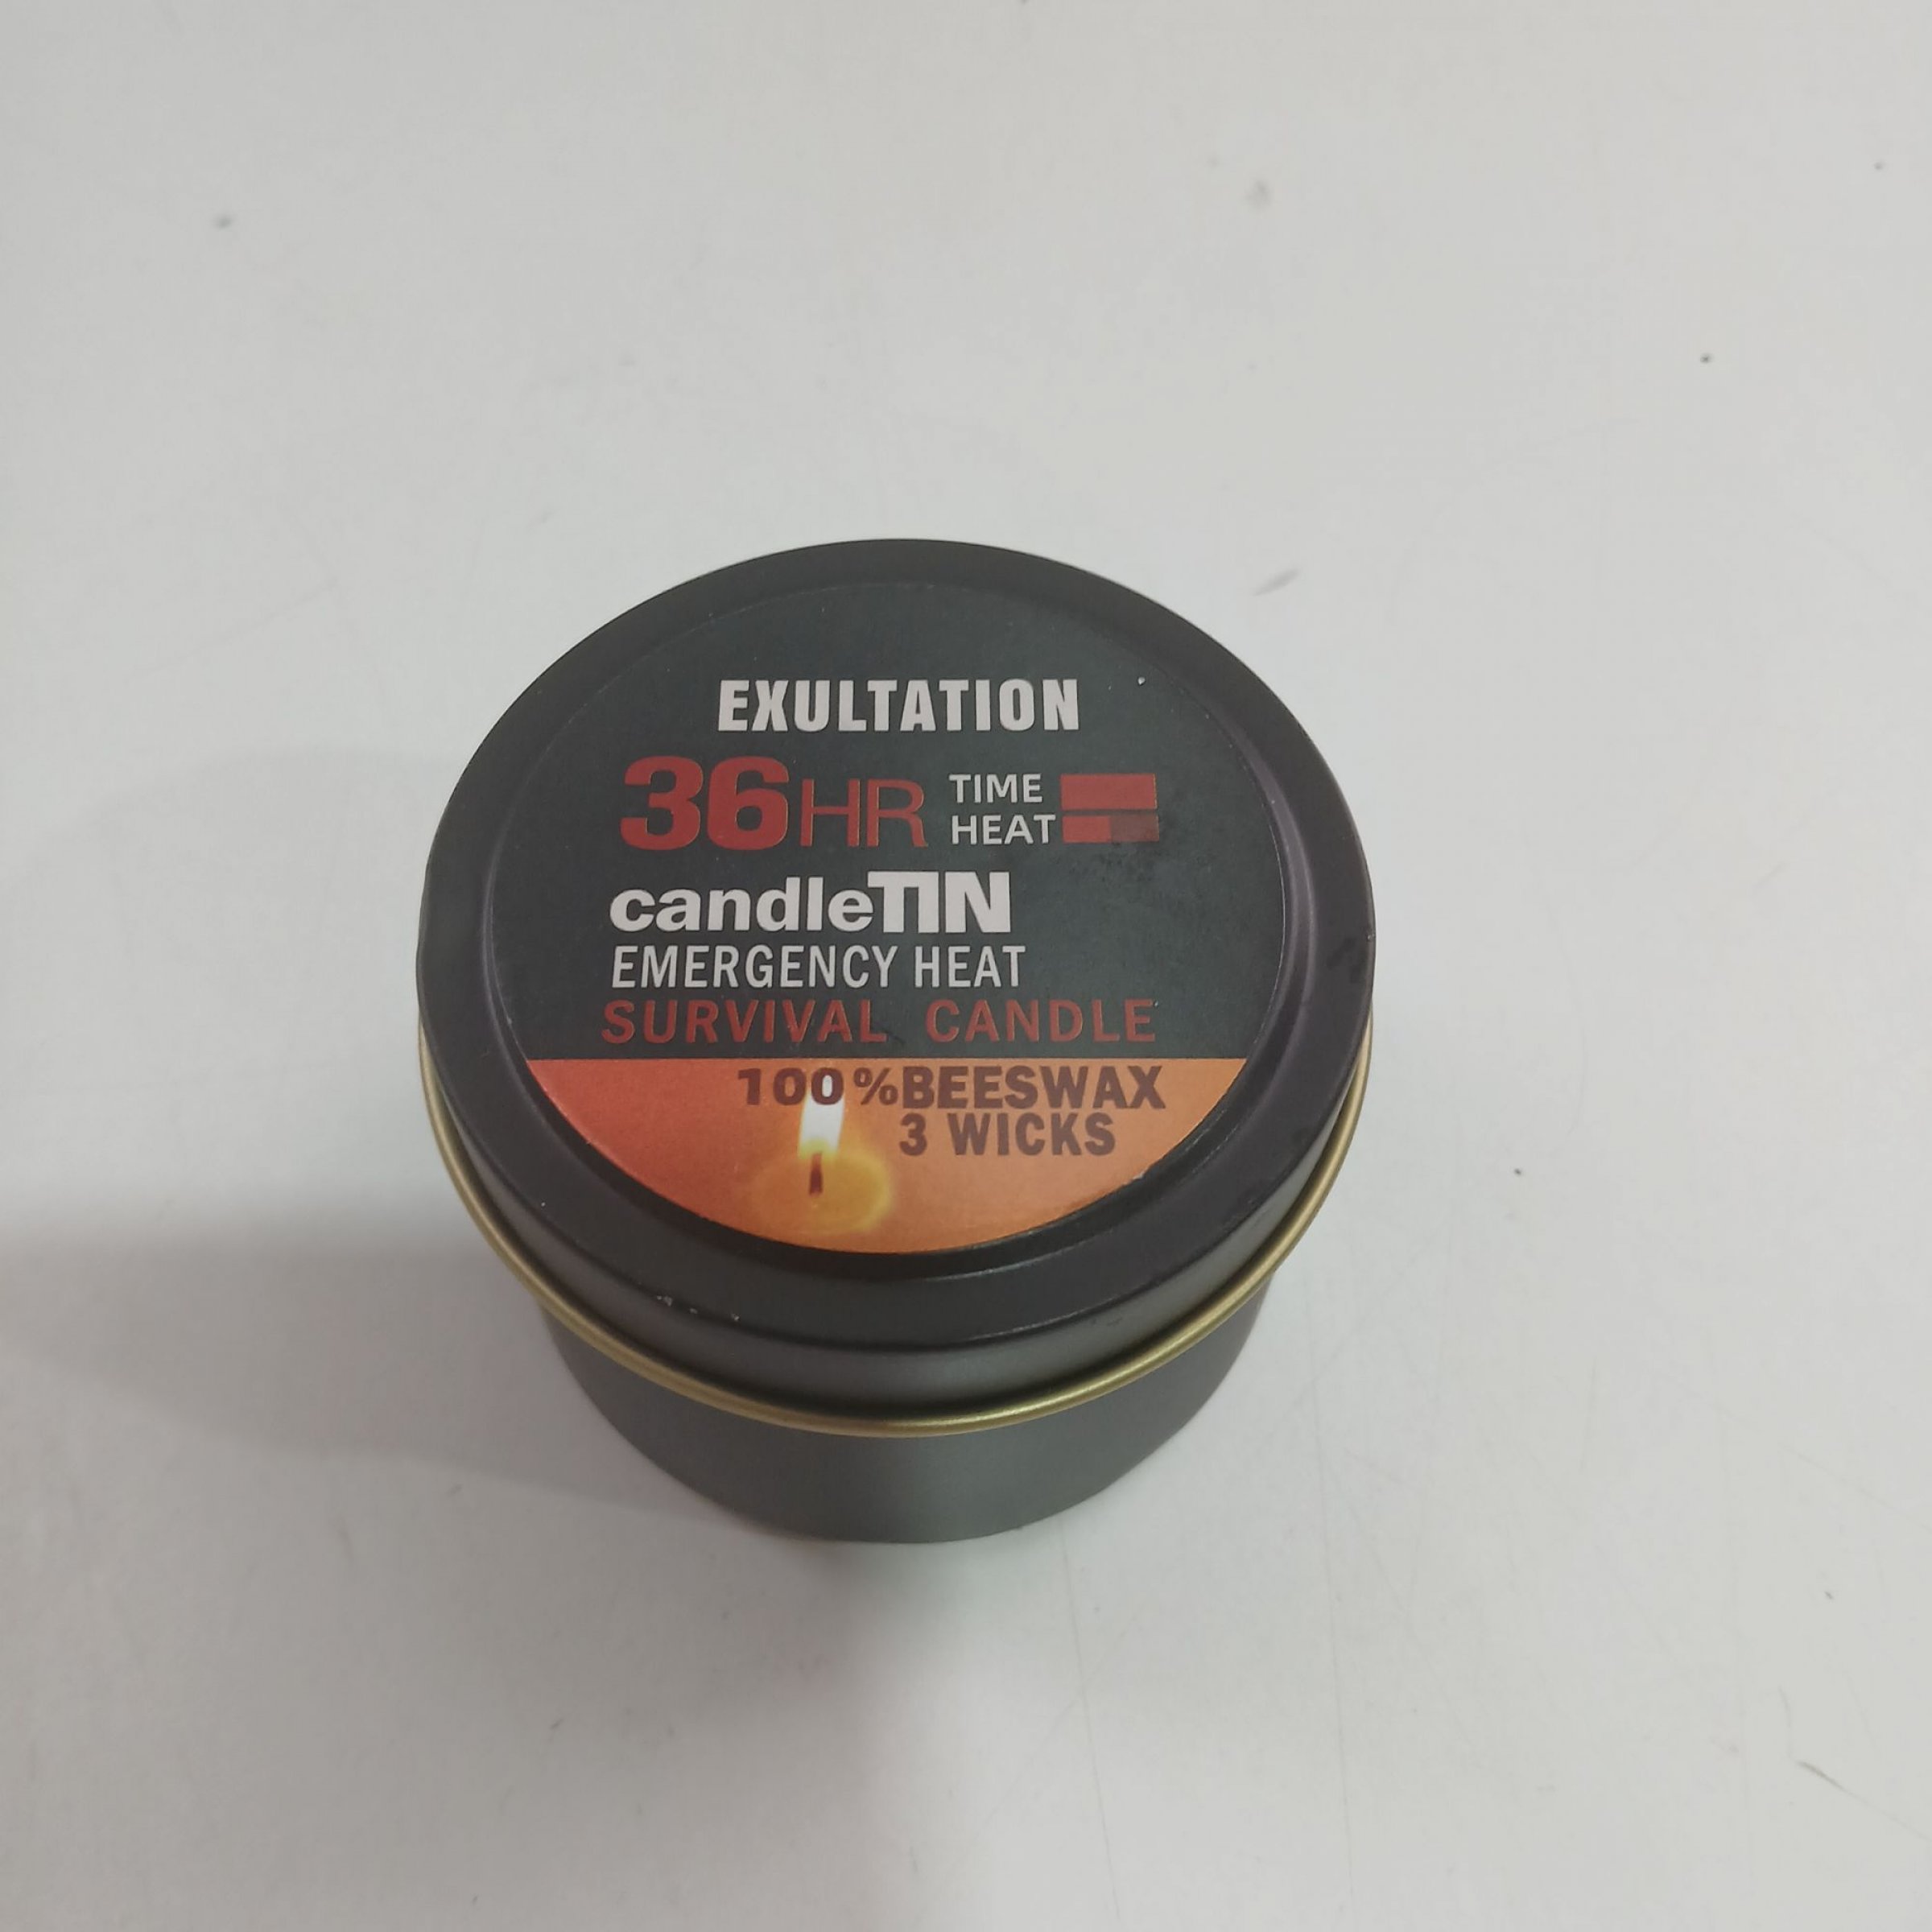 EXULTATION
36HR TIME
HEAT
candleTIN
EMERGENCY HEAT
SURVIVAL CANDLE
100%BEESWAX
3 WICKS